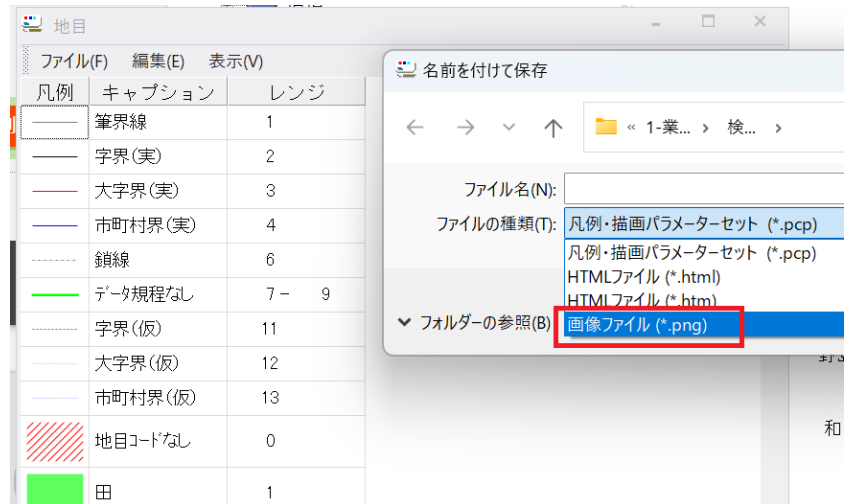 地目
ファイル(F) 編集(E) 表示(V)
凡例 キャプション レンジ
筆界線 1
字界(実) 2
大字界(実) 3
市町村界(実) 4
鎖線 6
データ規程なし 7 - 9
字界(仮) 11
大字界(仮) 12
市町村界(仮) 13
地目コードなし 0
田 1
名前を付けて保存
« 1-業... › 検... ›
ファイル名(N):
ファイルの種類(T): 凡例・描画パラメーターセット (*.pcp)
凡例・描画パラメーターセット (*.pcp)
HTMLファイル (*.html)
HTMLファイル (*.htm)
画像ファイル (*.png)
フォルダーの参照(B)
和